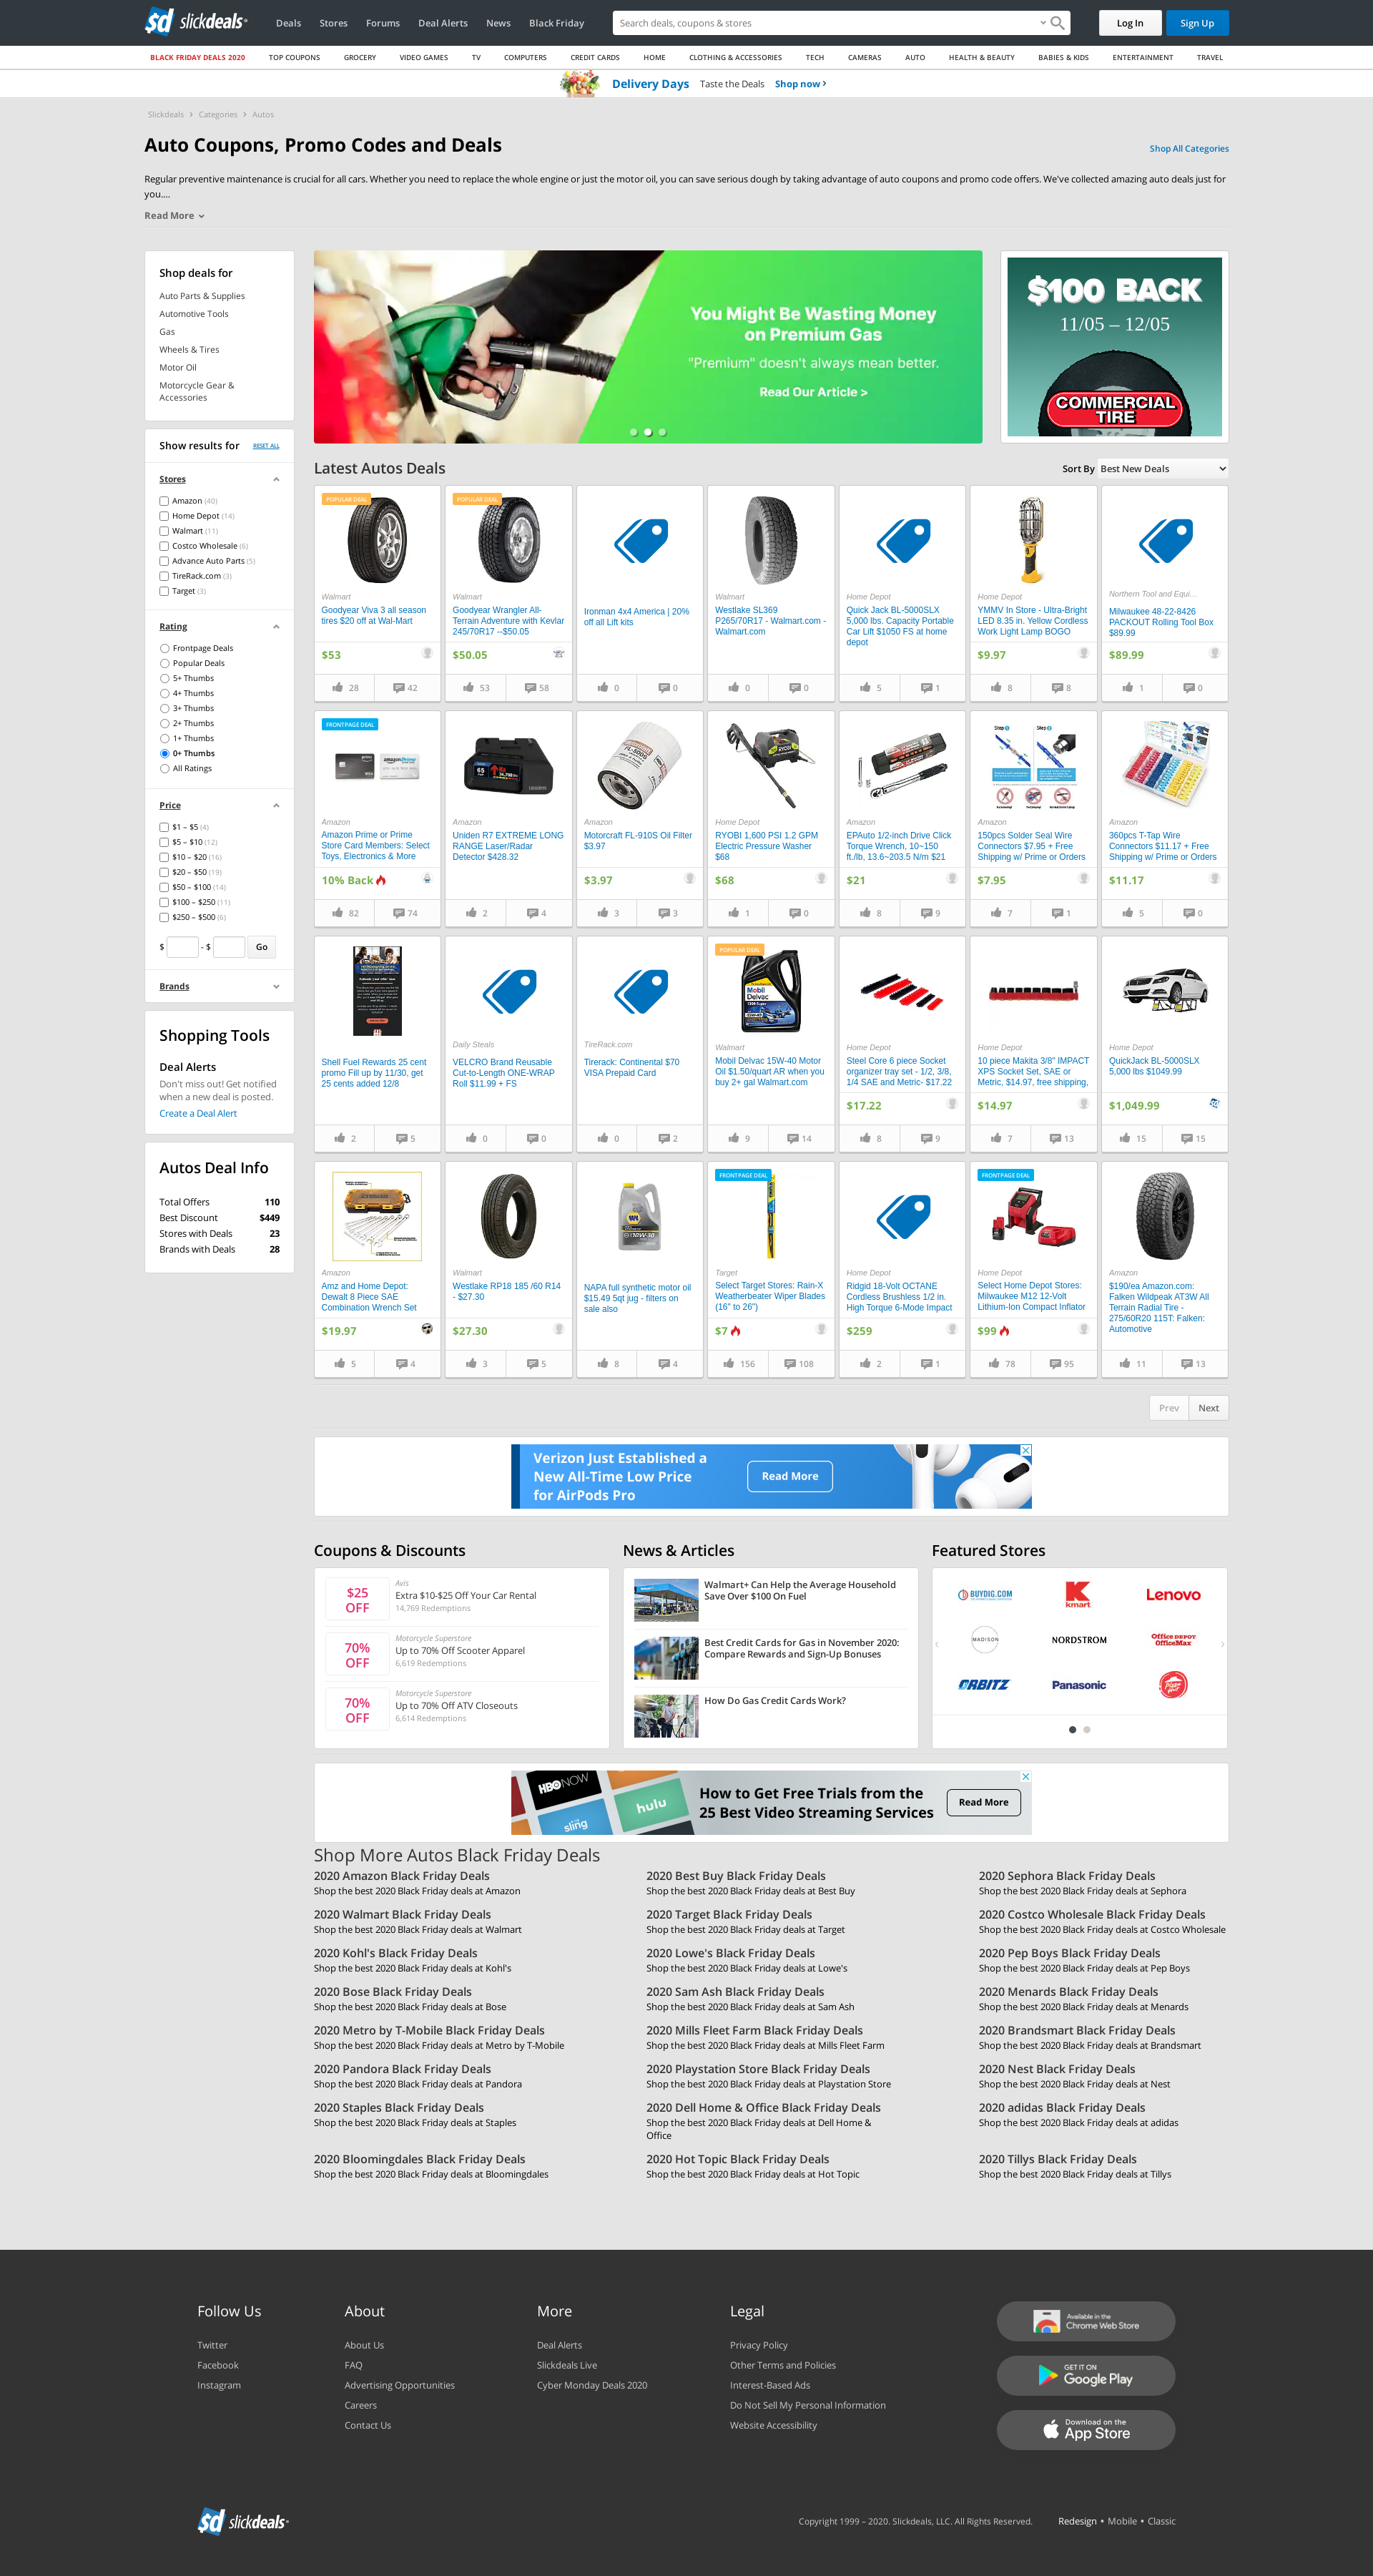 slickdeals
Deals
Stores
Forums
Deal Alerts
News
Black Friday
Search deals, coupons & stores
Log In
Sign Up
BLACK FRIDAY DEALS 2020
TOP COUPONS
GROCERY
VIDEO GAMES
TV
COMPUTERS
CREDIT CARDS
HOME
CLOTHING & ACCESSORIES
TECH
CAMERAS
AUTO
HEALTH & BEAUTY
BABIES & KIDS
ENTERTAINMENT
TRAVEL
Delivery Days Taste the Deals Shop now ›
Slickdeals › Categories › Autos
Auto Coupons, Promo Codes and Deals
Shop All Categories
Regular preventive maintenance is crucial for all cars. Whether you need to replace the whole engine or just the motor oil, you can save serious dough by taking advantage of auto coupons and promo code offers. We've collected amazing auto deals just for
you....
Read More
Shop deals for
Auto Parts & Supplies
Automotive Tools
Gas
Wheels & Tires
Motor Oil
Motorcycle Gear &
Accessories
Show results for
RESET ALL
Stores
Amazon (40)
Home Depot (14)
Walmart (11)
Costco Wholesale (6)
Advance Auto Parts (5)
TireRack.com (3)
Target (3)
Rating
Frontpage Deals
Popular Deals
5+ Thumbs
4+ Thumbs
3+ Thumbs
2+ Thumbs
1+ Thumbs
0+ Thumbs
All Ratings
Price
$1 – $5 (4)
$5 – $10 (12)
$10 – $20 (16)
$20 – $50 (19)
$50 – $100 (14)
$100 – $250 (11)
$250 – $500 (6)
$ - $ Go
Brands
Shopping Tools
Deal Alerts
Don't miss out! Get notified
when a new deal is posted.
Create a Deal Alert
Autos Deal Info
Total Offers 110
Best Discount $449
Stores with Deals 23
Brands with Deals 28
You Might Be Wasting Money
on Premium Gas
"Premium" doesn't always mean better.
Read Our Article >
$100 BACK
11/05 – 12/05
COMMERCIAL
TIRE
Latest Autos Deals
Sort By Best New Deals
POPULAR DEAL
Walmart
Goodyear Viva 3 all season
tires $20 off at Wal-Mart
$53
28
42
POPULAR DEAL
Walmart
Goodyear Wrangler All-
Terrain Adventure with Kevlar
245/70R17 --$50.05
$50.05
53
58
Ironman 4x4 America | 20%
off all Lift kits
0
0
Walmart
Westlake SL369
P265/70R17 - Walmart.com -
Walmart.com
0
0
Home Depot
Quick Jack BL-5000SLX
5,000 lbs. Capacity Portable
Car Lift $1050 FS at home
depot
5
1
Home Depot
YMMV In Store - Ultra-Bright
LED 8.35 in. Yellow Cordless
Work Light Lamp BOGO
$9.97
8
8
Northern Tool and Equi...
Milwaukee 48-22-8426
PACKOUT Rolling Tool Box
$89.99
$89.99
1
0
FRONTPAGE DEAL
Amazon
Amazon Prime or Prime
Store Card Members: Select
Toys, Electronics & More
10% Back
82
74
Amazon
Uniden R7 EXTREME LONG
RANGE Laser/Radar
Detector $428.32
2
4
Amazon
Motorcraft FL-910S Oil Filter
$3.97
$3.97
3
3
RYOBI
Home Depot
RYOBI 1,600 PSI 1.2 GPM
Electric Pressure Washer
$68
$68
1
0
Amazon
EPAuto 1/2-inch Drive Click
Torque Wrench, 10~150
ft./lb, 13.6~203.5 N/m $21
$21
8
9
Amazon
150pcs Solder Seal Wire
Connectors $7.95 + Free
Shipping w/ Prime or Orders
$7.95
7
1
Amazon
360pcs T-Tap Wire
Connectors $11.17 + Free
Shipping w/ Prime or Orders
$11.17
5
0
Shell Fuel Rewards 25 cent
promo Fill up by 11/30, get
25 cents added 12/8
2
5
Daily Steals
VELCRO Brand Reusable
Cut-to-Length ONE-WRAP
Roll $11.99 + FS
0
0
TireRack.com
Tirerack: Continental $70
VISA Prepaid Card
0
2
POPULAR DEAL
Mobil
Delvac
Walmart
Mobil Delvac 15W-40 Motor
Oil $1.50/quart AR when you
buy 2+ gal Walmart.com
9
14
Home Depot
Steel Core 6 piece Socket
organizer tray set - 1/2, 3/8,
1/4 SAE and Metric- $17.22
$17.22
8
9
Home Depot
10 piece Makita 3/8" IMPACT
XPS Socket Set, SAE or
Metric, $14.97, free shipping,
$14.97
7
13
Home Depot
QuickJack BL-5000SLX
5,000 lbs $1049.99
$1,049.99
15
15
Amazon
Amz and Home Depot:
Dewalt 8 Piece SAE
Combination Wrench Set
$19.97
5
4
Walmart
Westlake RP18 185 /60 R14
- $27.30
$27.30
3
5
NAPA full synthetic motor oil
$15.49 5qt jug - filters on
sale also
8
4
FRONTPAGE DEAL
Target
Select Target Stores: Rain-X
Weatherbeater Wiper Blades
(16" to 26")
$7
156
108
Home Depot
Ridgid 18-Volt OCTANE
Cordless Brushless 1/2 in.
High Torque 6-Mode Impact
$259
2
1
FRONTPAGE DEAL
Home Depot
Select Home Depot Stores:
Milwaukee M12 12-Volt
Lithium-Ion Compact Inflator
$99
78
95
Amazon
$190/ea Amazon.com:
Falken Wildpeak AT3W All
Terrain Radial Tire -
275/60R20 115T: Falken:
Automotive
11
13
Prev
Next
Verizon Just Established a
New All-Time Low Price
for AirPods Pro
Read More
Coupons & Discounts
$25
OFF
Avis
Extra $10-$25 Off Your Car Rental
14,769 Redemptions
70%
OFF
Motorcycle Superstore
Up to 70% Off Scooter Apparel
6,619 Redemptions
70%
OFF
Motorcycle Superstore
Up to 70% Off ATV Closeouts
6,614 Redemptions
News & Articles
Walmart+ Can Help the Average Household
Save Over $100 On Fuel
Best Credit Cards for Gas in November 2020:
Compare Rewards and Sign-Up Bonuses
How Do Gas Credit Cards Work?
Featured Stores
BUYDIG.COM
kmart
Lenovo
MADISON
NORDSTROM
Office DEPOT
OfficeMax
ORBITZ
Panasonic
HBO NOW
hulu
sling
How to Get Free Trials from the
25 Best Video Streaming Services
Read More
Shop More Autos Black Friday Deals
2020 Amazon Black Friday Deals
Shop the best 2020 Black Friday deals at Amazon
2020 Best Buy Black Friday Deals
Shop the best 2020 Black Friday deals at Best Buy
2020 Sephora Black Friday Deals
Shop the best 2020 Black Friday deals at Sephora
2020 Walmart Black Friday Deals
Shop the best 2020 Black Friday deals at Walmart
2020 Target Black Friday Deals
Shop the best 2020 Black Friday deals at Target
2020 Costco Wholesale Black Friday Deals
Shop the best 2020 Black Friday deals at Costco Wholesale
2020 Kohl's Black Friday Deals
Shop the best 2020 Black Friday deals at Kohl's
2020 Lowe's Black Friday Deals
Shop the best 2020 Black Friday deals at Lowe's
2020 Pep Boys Black Friday Deals
Shop the best 2020 Black Friday deals at Pep Boys
2020 Bose Black Friday Deals
Shop the best 2020 Black Friday deals at Bose
2020 Sam Ash Black Friday Deals
Shop the best 2020 Black Friday deals at Sam Ash
2020 Menards Black Friday Deals
Shop the best 2020 Black Friday deals at Menards
2020 Metro by T-Mobile Black Friday Deals
Shop the best 2020 Black Friday deals at Metro by T-Mobile
2020 Mills Fleet Farm Black Friday Deals
Shop the best 2020 Black Friday deals at Mills Fleet Farm
2020 Brandsmart Black Friday Deals
Shop the best 2020 Black Friday deals at Brandsmart
2020 Pandora Black Friday Deals
Shop the best 2020 Black Friday deals at Pandora
2020 Playstation Store Black Friday Deals
Shop the best 2020 Black Friday deals at Playstation Store
2020 Nest Black Friday Deals
Shop the best 2020 Black Friday deals at Nest
2020 Staples Black Friday Deals
Shop the best 2020 Black Friday deals at Staples
2020 Dell Home & Office Black Friday Deals
Shop the best 2020 Black Friday deals at Dell Home &
Office
2020 adidas Black Friday Deals
Shop the best 2020 Black Friday deals at adidas
2020 Bloomingdales Black Friday Deals
Shop the best 2020 Black Friday deals at Bloomingdales
2020 Hot Topic Black Friday Deals
Shop the best 2020 Black Friday deals at Hot Topic
2020 Tillys Black Friday Deals
Shop the best 2020 Black Friday deals at Tillys
Follow Us
Twitter
Facebook
Instagram
About
About Us
FAQ
Advertising Opportunities
Careers
Contact Us
More
Deal Alerts
Slickdeals Live
Cyber Monday Deals 2020
Legal
Privacy Policy
Other Terms and Policies
Interest-Based Ads
Do Not Sell My Personal Information
Website Accessibility
Available in the
Chrome Web Store
GET IT ON
Google Play
Download on the
App Store
slickdeals
Copyright 1999 – 2020. Slickdeals, LLC. All Rights Reserved.
Redesign • Mobile • Classic